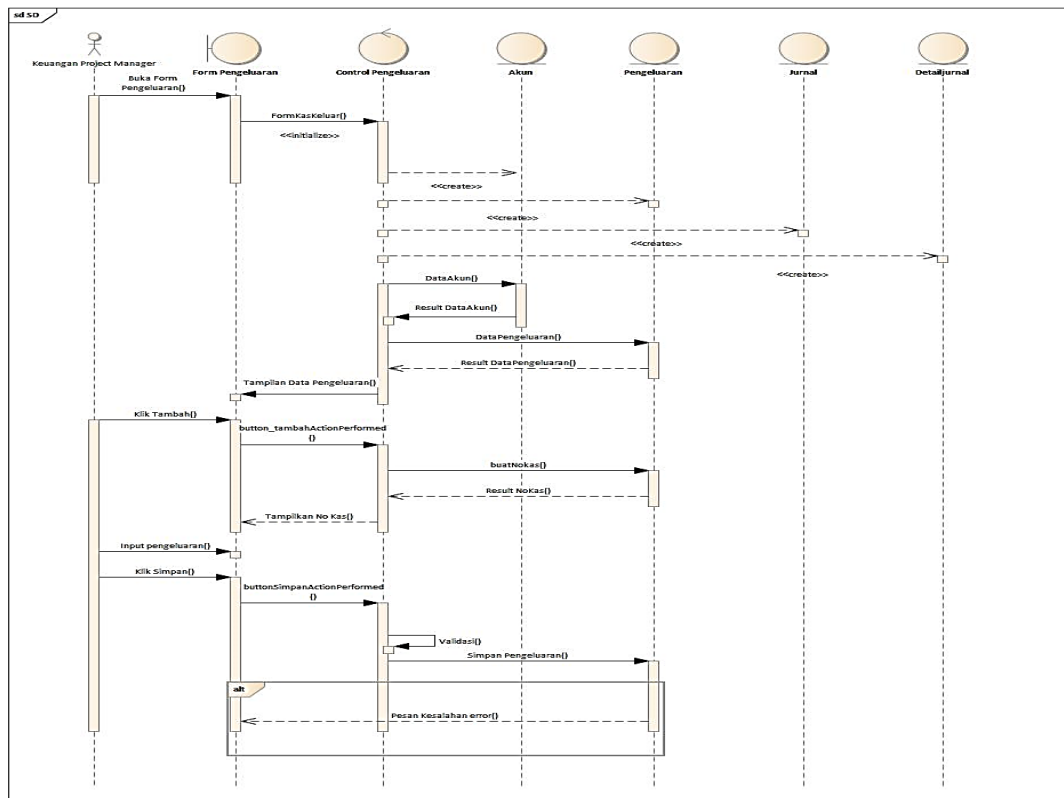 sd SD
Keuangan Project Manager
Form Pengeluaran
Control Pengeluaran
Akun
Pengeluaran
Jurnal
DetailJurnal
Buka Form
Pengeluaran()
FormKasKeluar()
<<initialize>>
<<create>>
<<create>>
<<create>>
<<create>>
DataAkun()
Result DataAkun()
DataPengeluaran()
Result DataPengeluaran()
Tampilan Data Pengeluaran()
Klik Tambah()
button_tambahActionPerformed
()
buatNokas()
Result NoKas()
Tampilkan No Kas()
Input pengeluaran()
Klik Simpan()
buttonSimpanActionPerformed
()
Validasi()
Simpan Pengeluaran()
alt
Pesan Kesalahan error()